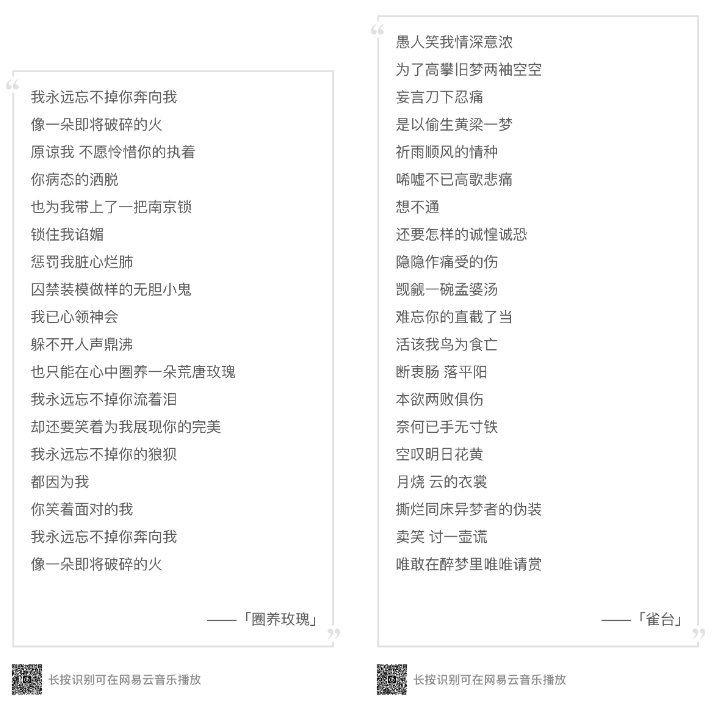 我永远忘不掉你奔向我
像一朵即将破碎的火
原谅我 不愿怜惜你的执着
你病态的洒脱
也为我带上了一把南京锁
锁住我谄媚
惩罚我脏心烂肺
囚禁装模做样的无胆小鬼
我已心领神会
躲不开人声鼎沸
也只能在心中圈养一朵荒唐玫瑰
我永远忘不掉你流着泪
却还要笑着为我展现你的完美
我永远忘不掉你的狼狈
都因为我
你笑着面对的我
我永远忘不掉你奔向我
像一朵即将破碎的火
——「圈养玫瑰」
长按识别可在网易云音乐播放
愚人笑我情深意浓
为了高攀旧梦两袖空空
妄言刀下忍痛
是以偷生黄梁一梦
祈雨顺风的情种
唏嘘不已高歌悲痛
想不通
还要怎样的诚惶诚恐
隐隐作痛受的伤
觊觎一碗孟婆汤
难忘你的直截了当
活该我鸟为食亡
断衷肠 落平阳
本欲两败俱伤
奈何已手无寸铁
空叹明日花黄
月烧 云的衣裳
撕烂同床异梦者的伪装
卖笑 讨一壶谎
唯敢在醉梦里唯唯请赏
——「雀台」
长按识别可在网易云音乐播放